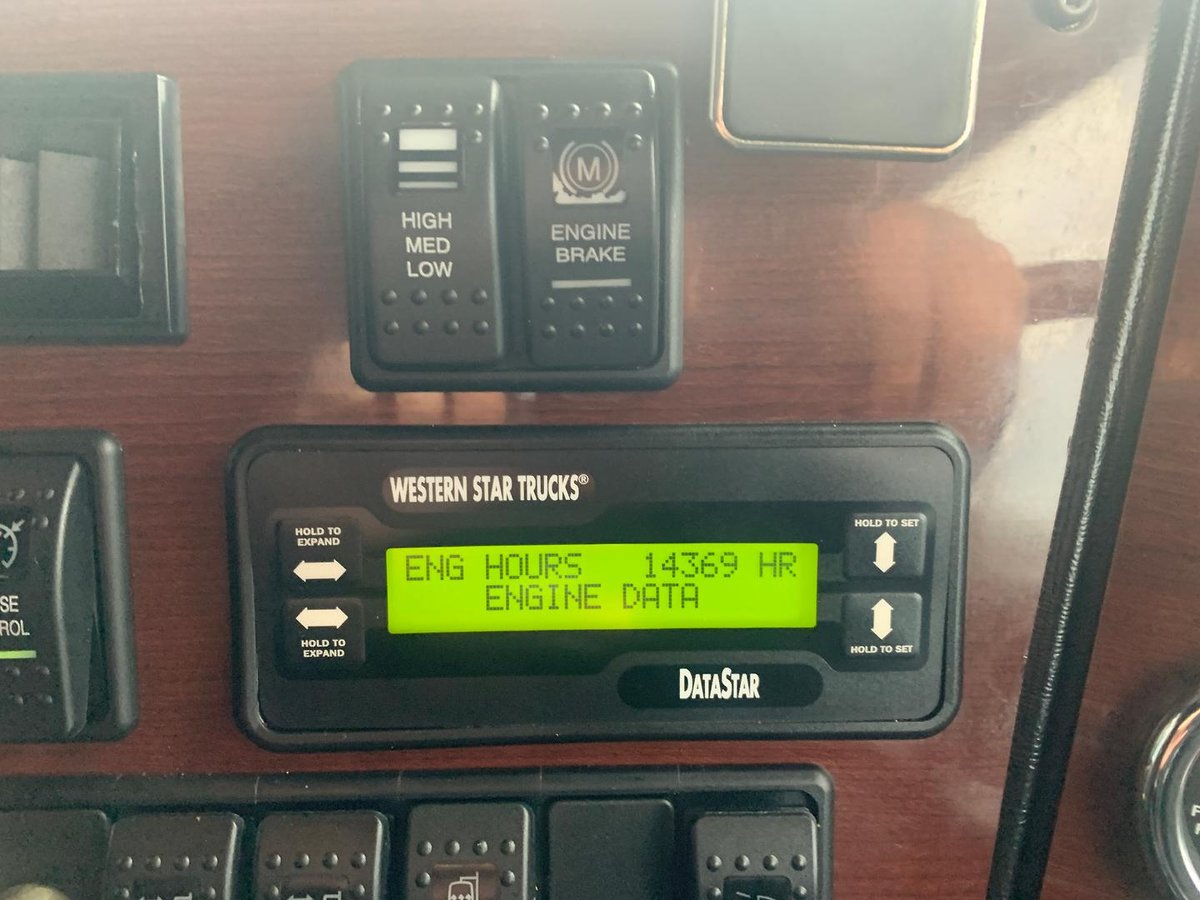 HIGH
MED
LOW
M
ENGINE
BRAKE
WESTERN STAR TRUCKS®
HOLD TO
EXPAND
HOLD TO SET
ENG HOURS 14369 HR
ENGINE DATA
HOLD TO
EXPAND
HOLD TO SET
DATASTAR